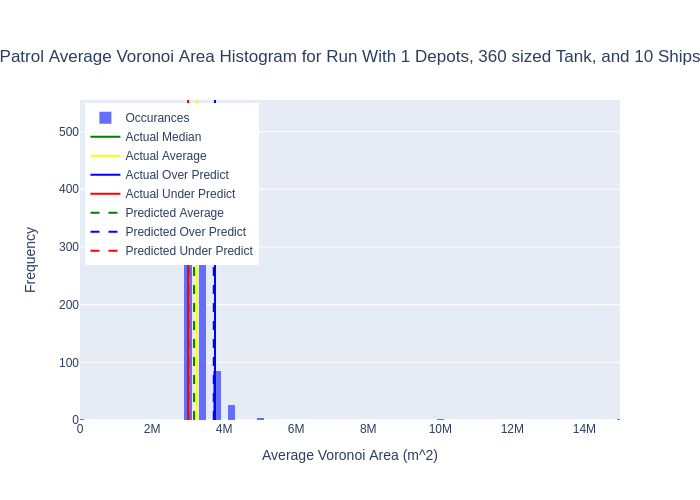 Patrol Average Voronoi Area Histogram for Run With 1 Depots, 360 sized Tank, and 10 Ships
Occurances
Actual Median
Actual Average
Actual Over Predict
Actual Under Predict
Predicted Average
Predicted Over Predict
Predicted Under Predict
Frequency
500
400
300
200
100
0
0 2M 4M 6M 8M 10M 12M 14M
Average Voronoi Area (m^2)